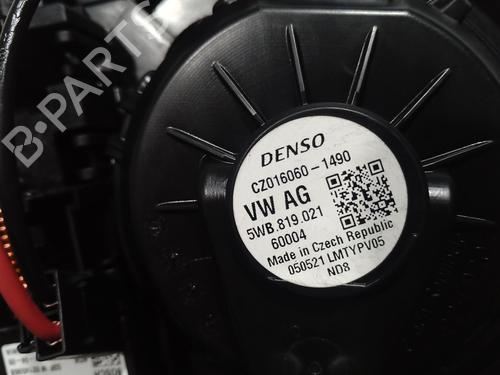 B-PARTS
DENSO
CZ016060-1490
VW AG
5WB.819.021
60004
Made in Czech Republic
050521 LMTYPV05
ND8